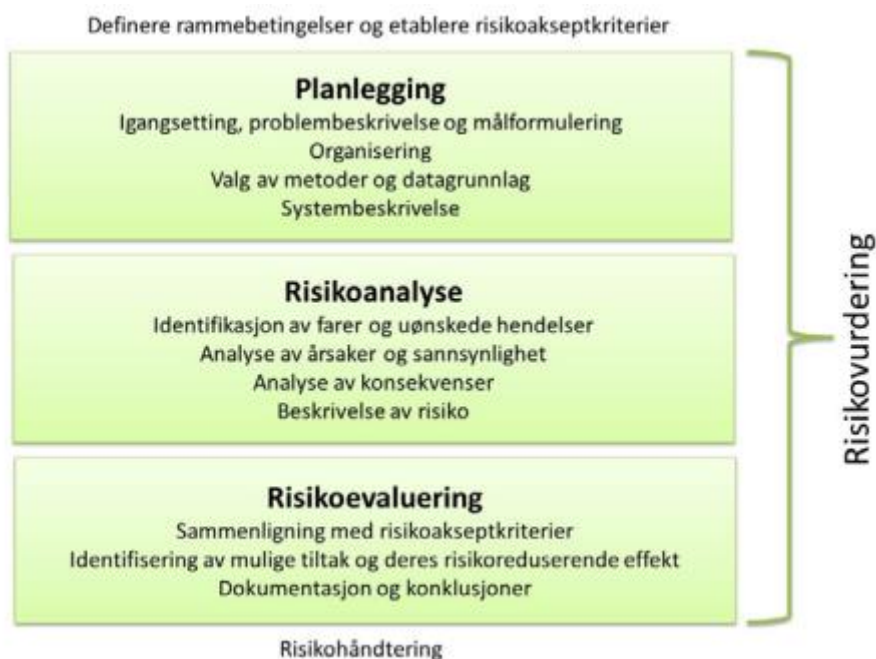 Definere rammebetingelser og etablere risikoakseptkriterier
Planlegging
Igangsetting, problembeskrivelse og målformulering
Organisering
Valg av metoder og datagrunnlag
Systembeskrivelse
Risikoanalyse
Identifikasjon av farer og uønskede hendelser
Analyse av årsaker og sannsynlighet
Analyse av konsekvenser
Beskrivelse av risiko
Risikoevaluering
Sammenligning med risikoakseptkriterier
Identifisering av mulige tiltak og deres risikoreduserende effekt
Dokumentasjon og konklusjoner
Risikohåndtering
Risikovurdering